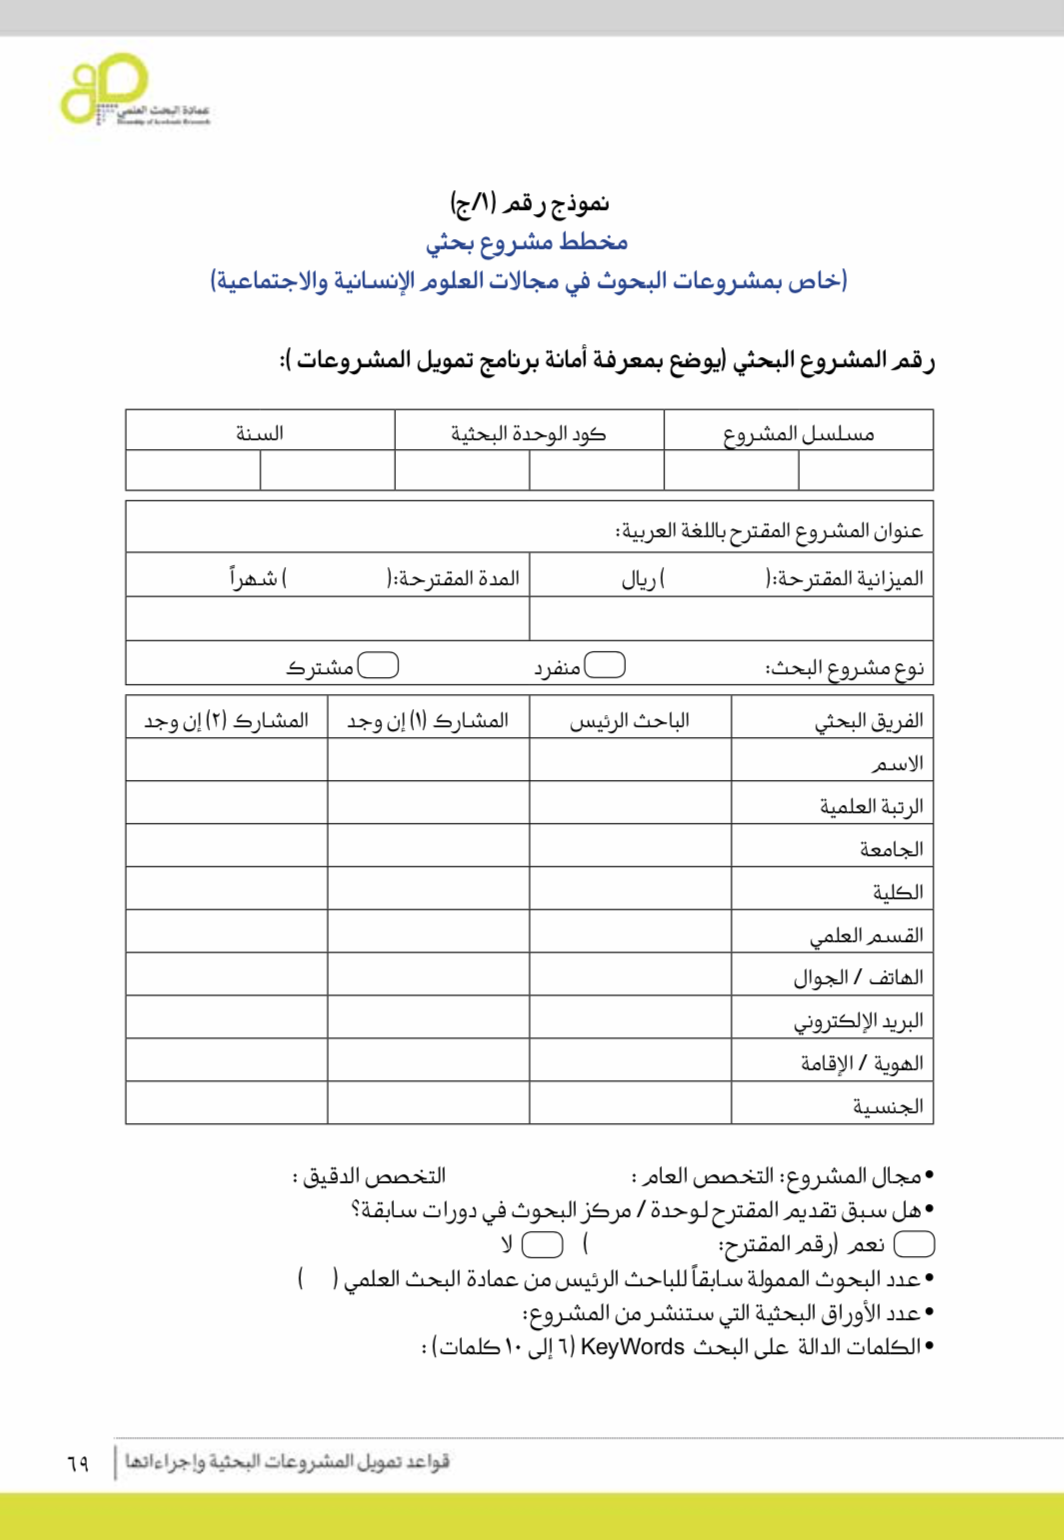 عمادة البحث العلمي
Deanship of Academic Research
نموذج رقم (١/ج)
مخطط مشروع بحثي
(خاص بمشروعات البحوث في مجالات العلوم الإنسانية والاجتماعية)
رقم المشروع البحثي (يوضع بمعرفة أمانة برنامج تمويل المشروعات ):
مسلسل المشروع كود الوحدة البحثية السنة
عنوان المشروع المقترح باللغة العربية:
الميزانية المقترحة:( ) ريال المدة المقترحة:( ) شهراً
نوع مشروع البحث: منفرد مشترك
الفريق البحثي الباحث الرئيس المشارك (١) إن وجد المشارك (٢) إن وجد
الاسم
الرتبة العلمية
الجامعة
الكلية
القسم العلمي
الهاتف / الجوال
البريد الإلكتروني
الهوية / الإقامة
الجنسية
• مجال المشروع: التخصص العام : التخصص الدقيق :
• هل سبق تقديم المقترح لوحدة / مركز البحوث في دورات سابقة؟
نعم (رقم المقترح: ) لا
• عدد البحوث الممولة سابقاً للباحث الرئيس من عمادة البحث العلمي ( )
• عدد الأوراق البحثية التي ستنشر من المشروع:
• الكلمات الدالة على البحث KeyWords (٦ إلى ١٠ كلمات) :
قواعد تمويل المشروعات البحثية وإجراءاتها ٦٩